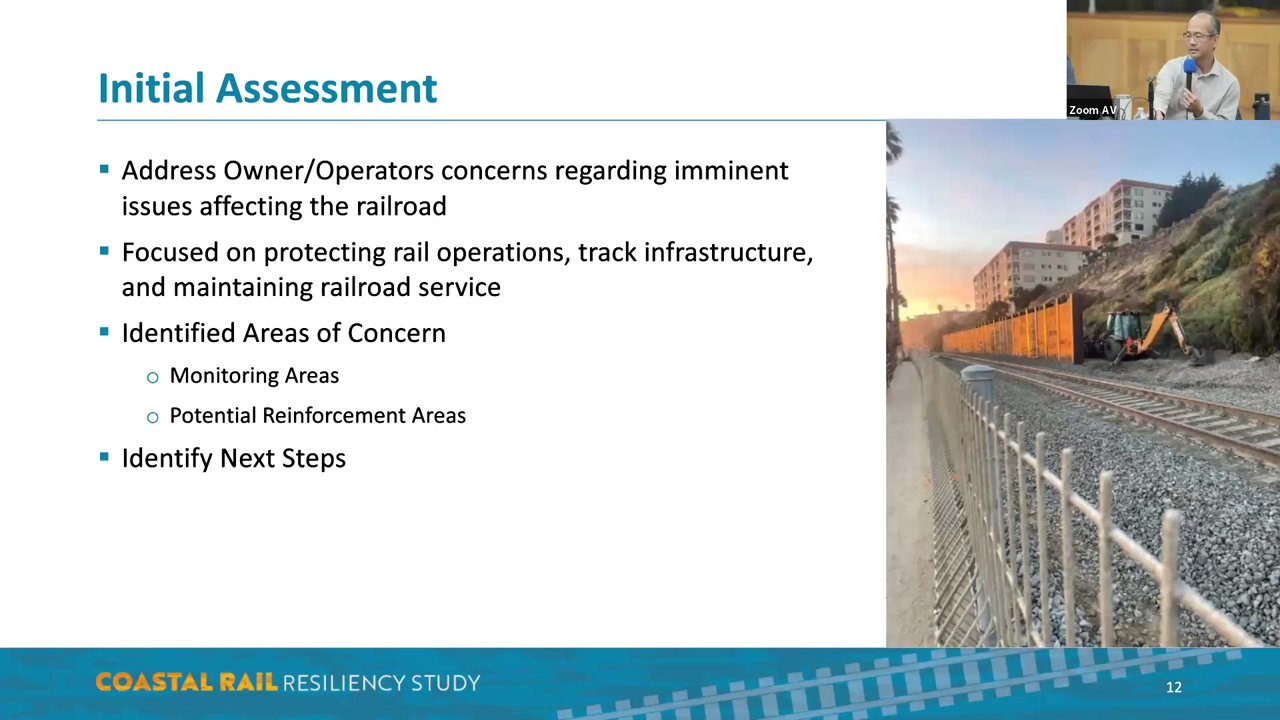 Initial Assessment
Zoom AV
▪ Address Owner/Operators concerns regarding imminent
issues affecting the railroad
▪ Focused on protecting rail operations, track infrastructure,
and maintaining railroad service
▪ Identified Areas of Concern
o Monitoring Areas
o Potential Reinforcement Areas
▪ Identify Next Steps
COASTAL RAIL RESILIENCY STUDY
12